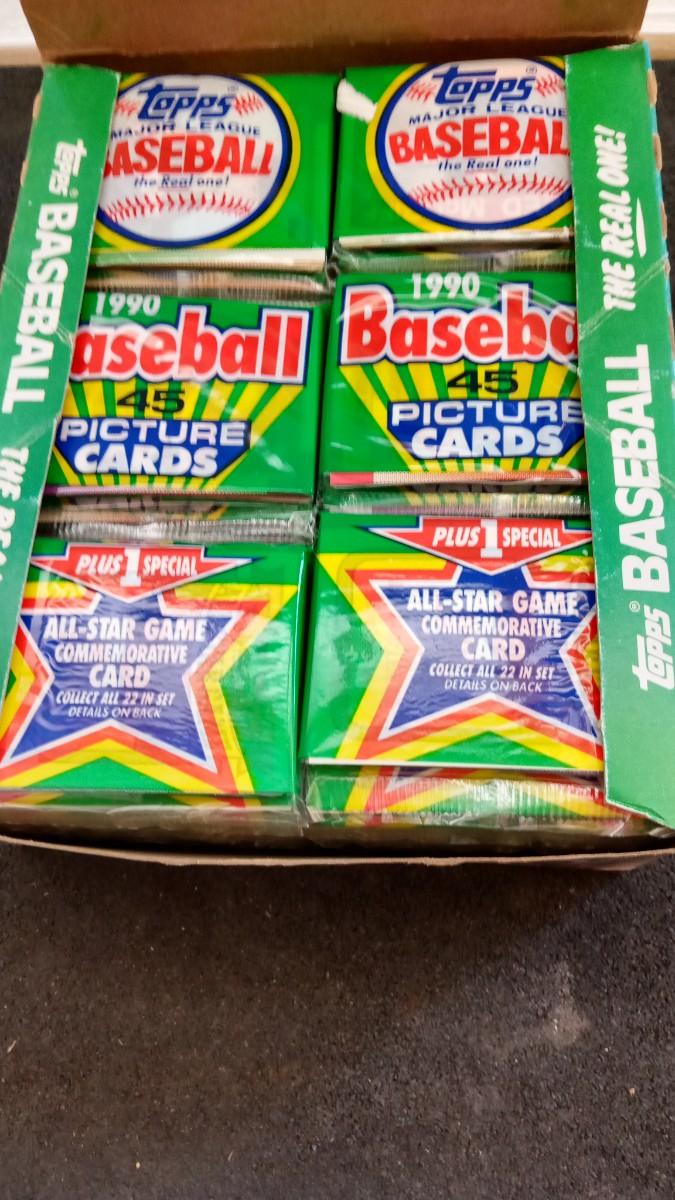 topps®
MAJOR LEAGUE
BASEBALL
the Real one!
topps®
MAJOR LEAGUE
BASEBAL
the Real one!
1990
aseball
45
PICTURE
CARDS
1990
Baseba
45
PICTURE
CARDS
PLUS 1 SPECIAL
ALL-STAR GAME
COMMEMORATIVE
CARD
COLLECT ALL 22 IN SET
DETAILS ON BACK
PLUS 1 SPECIAL
ALL-STAR GAME
COMMEMORATIVE
CARD
COLLECT ALL 22 IN SET
DETAILS ON BACK
topps® BASEBALL THE REAL
topps® BASEBALL THE REAL ONE!